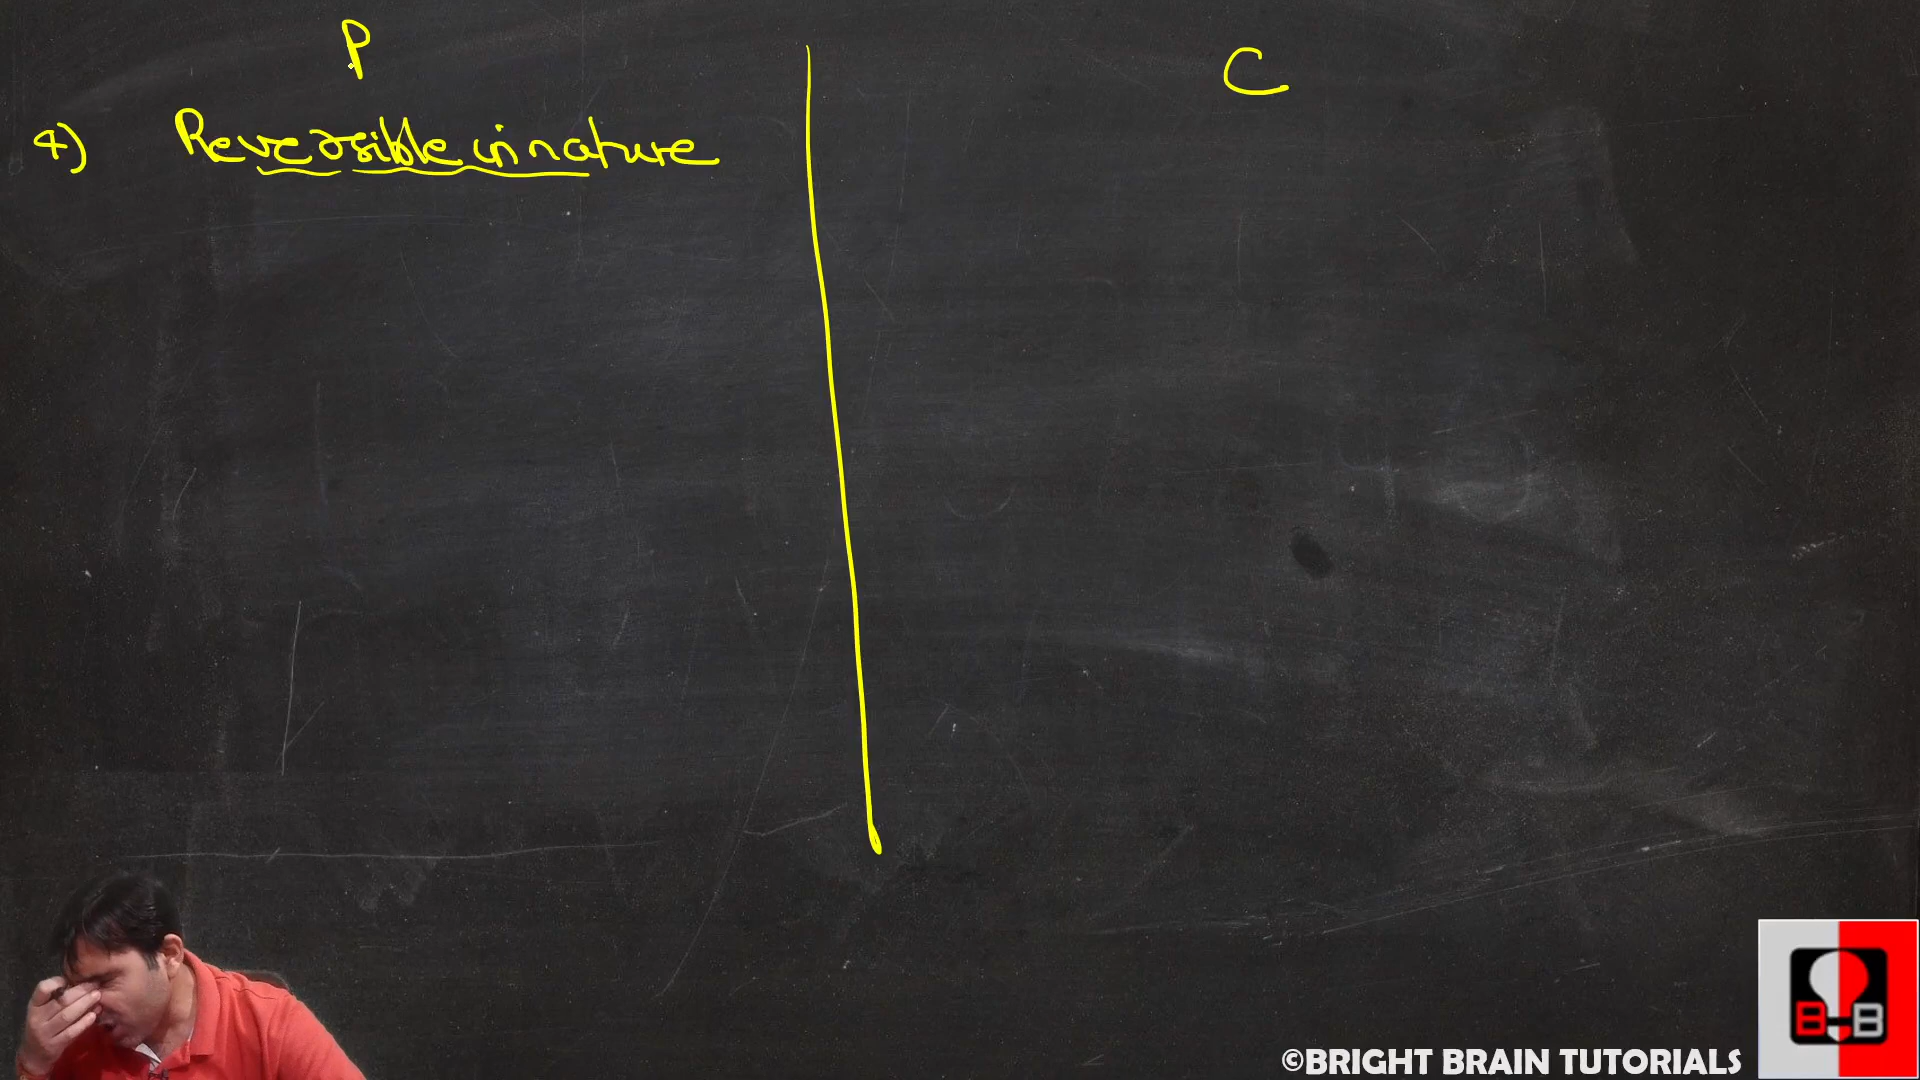 P
C
4) Reversible in nature
B B
©BRIGHT BRAIN TUTORIALS